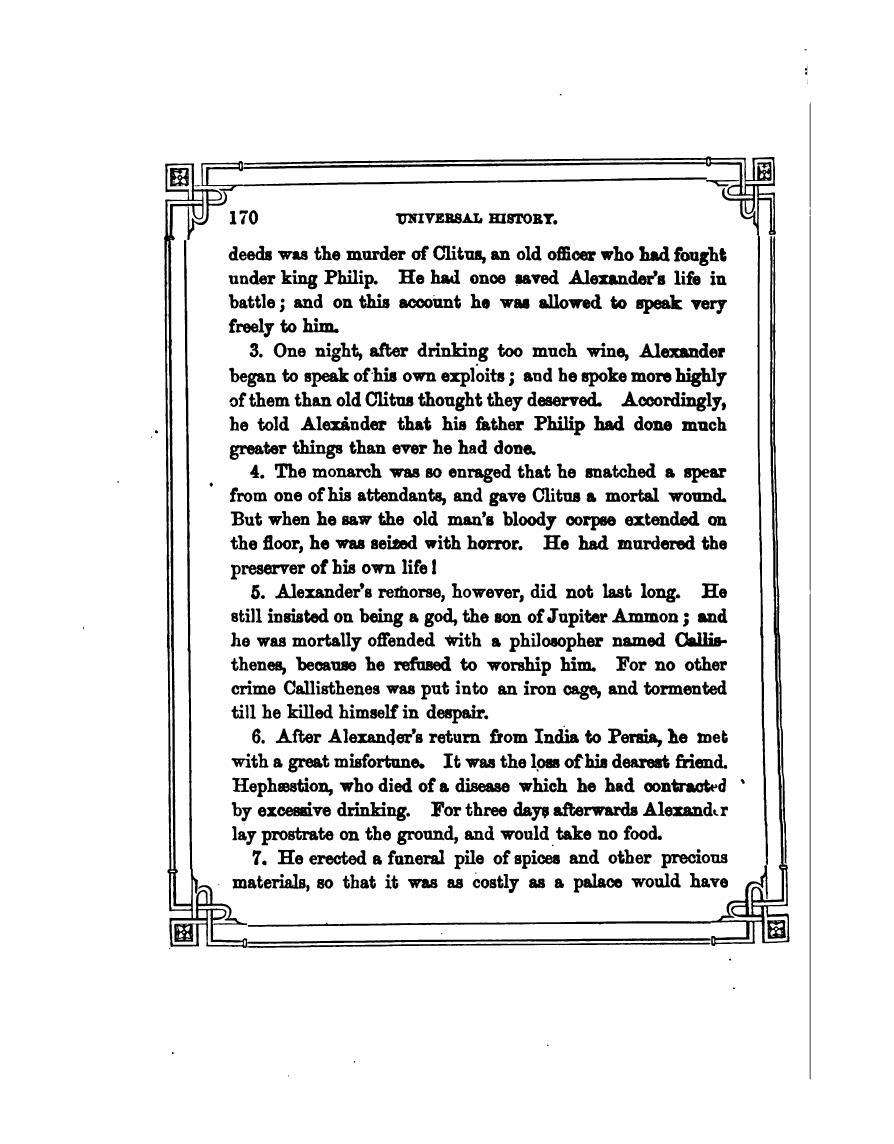 170 UNIVERSAL HISTORY.
deeds was the murder of Clitus, an old officer who had fought
under king Philip. He had once saved Alexander's life in
battle; and on this account he was allowed to speak very
freely to him.
3. One night, after drinking too much wine, Alexander
began to speak of his own exploits; and he spoke more highly
of them than old Clitus thought they deserved. Accordingly,
he told Alexander that his father Philip had done much
greater things than ever he had done.
4. The monarch was so enraged that he snatched a spear
from one of his attendants, and gave Clitus a mortal wound.
But when he saw the old man's bloody corpse extended on
the floor, he was seized with horror. He had murdered the
preserver of his own life!
5. Alexander's remorse, however, did not last long. He
still insisted on being a god, the son of Jupiter Ammon; and
he was mortally offended with a philosopher named Callis-
thenes, because he refused to worship him. For no other
crime Callisthenes was put into an iron cage, and tormented
till he killed himself in despair.
6. After Alexander's return from India to Persia, he met
with a great misfortune. It was the loss of his dearest friend.
Hephæstion, who died of a disease which he had contracted
by excessive drinking. For three days afterwards Alexander
lay prostrate on the ground, and would take no food.
7. He erected a funeral pile of spices and other precious
materials, so that it was as costly as a palace would have